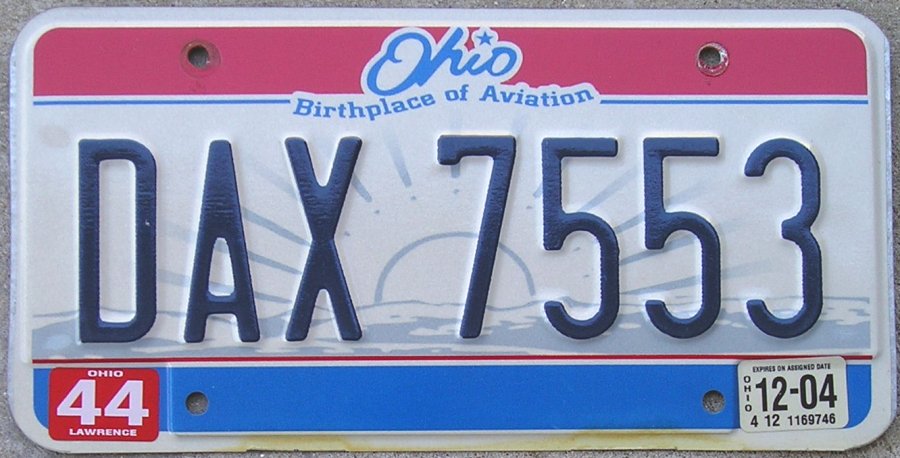 Ohio
Birthplace of Aviation
DAX 7553
OHIO
44
LAWRENCE
EXPIRES ON ASSIGNED DATE
OHIO
12-04
4 12 1169746